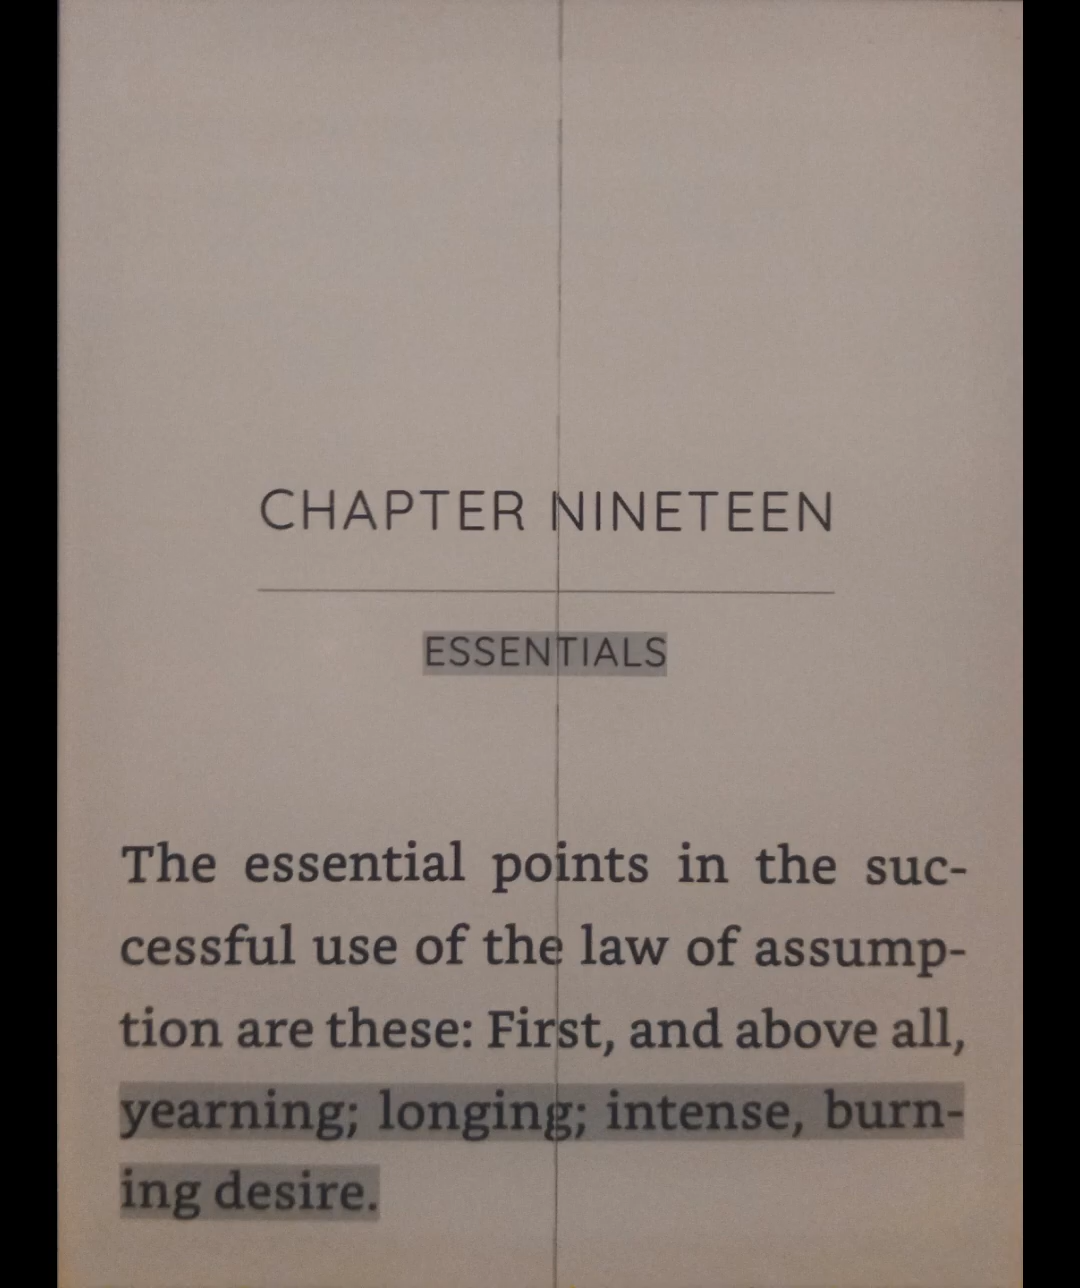 CHAPTER NINETEEN
ESSENTIALS
The essential points in the suc-
cessful use of the law of assump-
tion are these: First, and above all,
yearning; longing; intense, burn-
ing desire.